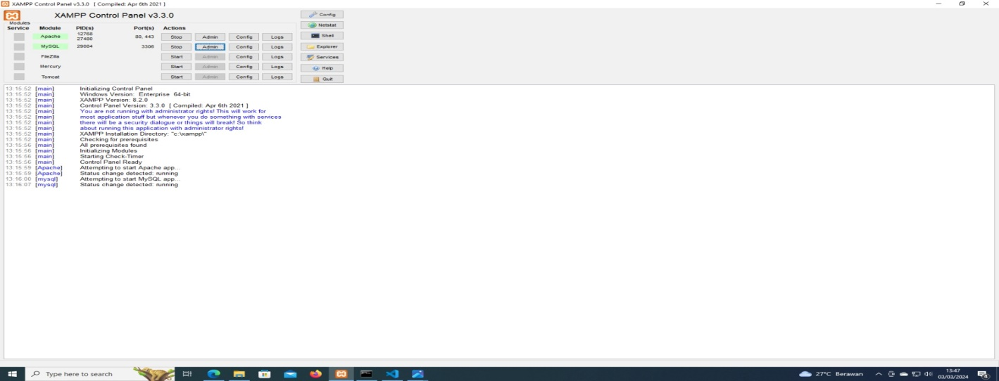 XAMPP Control Panel v3.3.0 [ Compiled: Apr 6th 2021 ]
XAMPP Control Panel v3.3.0
Config
Modules
Service Module PID(s) Port(s) Actions
Netstat
Apache 12768 27480 80, 443 Stop Admin Config Logs
Shell
MySQL 29084 3306 Stop Admin Config Logs
Explorer
FileZilla Start Admin Config Logs
Services
Mercury Start Admin Config Logs
Help
Tomcat Start Admin Config Logs
Quit
13:15:52 [main] Initializing Control Panel
13:15:52 [main] Windows Version: Enterprise 64-bit
13:15:52 [main] XAMPP Version: 8.2.0
13:15:52 [main] Control Panel Version: 3.3.0 [ Compiled: Apr 6th 2021 ]
13:15:52 [main] You are not running with administrator rights! This will work for
13:15:52 [main] most application stuff but whenever you do something with services
13:15:52 [main] there will be a security dialogue or things will break! So think
13:15:52 [main] about running this application with administrator rights!
13:15:52 [main] XAMPP Installation Directory: "c:\xampp\"
13:15:52 [main] Checking for prerequisites
13:15:56 [main] All prerequisites found
13:15:56 [main] Initializing Modules
13:15:56 [main] Starting Check-Timer
13:15:56 [main] Control Panel Ready
13:15:59 [Apache] Attempting to start Apache app...
13:15:59 [Apache] Status change detected: running
13:16:00 [mysql] Attempting to start MySQL app...
13:16:07 [mysql] Status change detected: running
Type here to search
27°C Berawan
13:47
03/03/2024
4